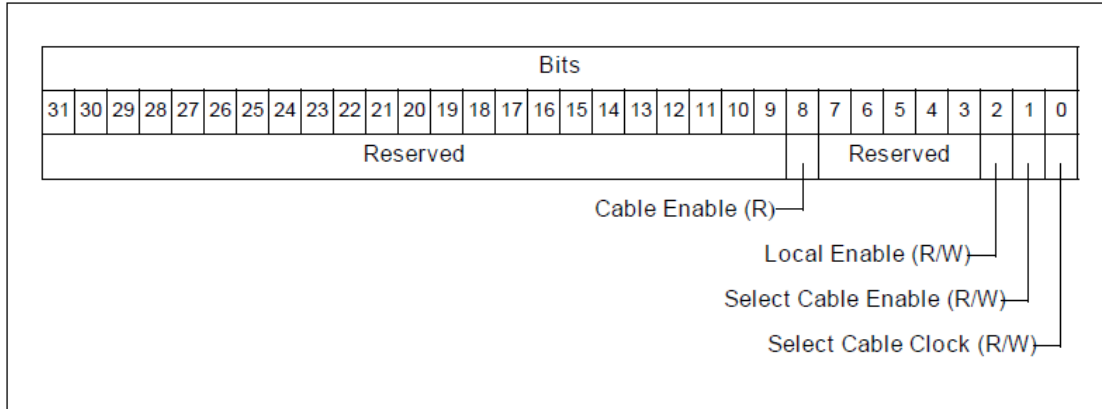 Bits
31 30 29 28 27 26 25 24 23 22 21 20 19 18 17 16 15 14 13 12 11 10 9 8 7 6 5 4 3 2 1 0
Reserved Reserved
Cable Enable (R)
Local Enable (R/W)
Select Cable Enable (R/W)
Select Cable Clock (R/W)